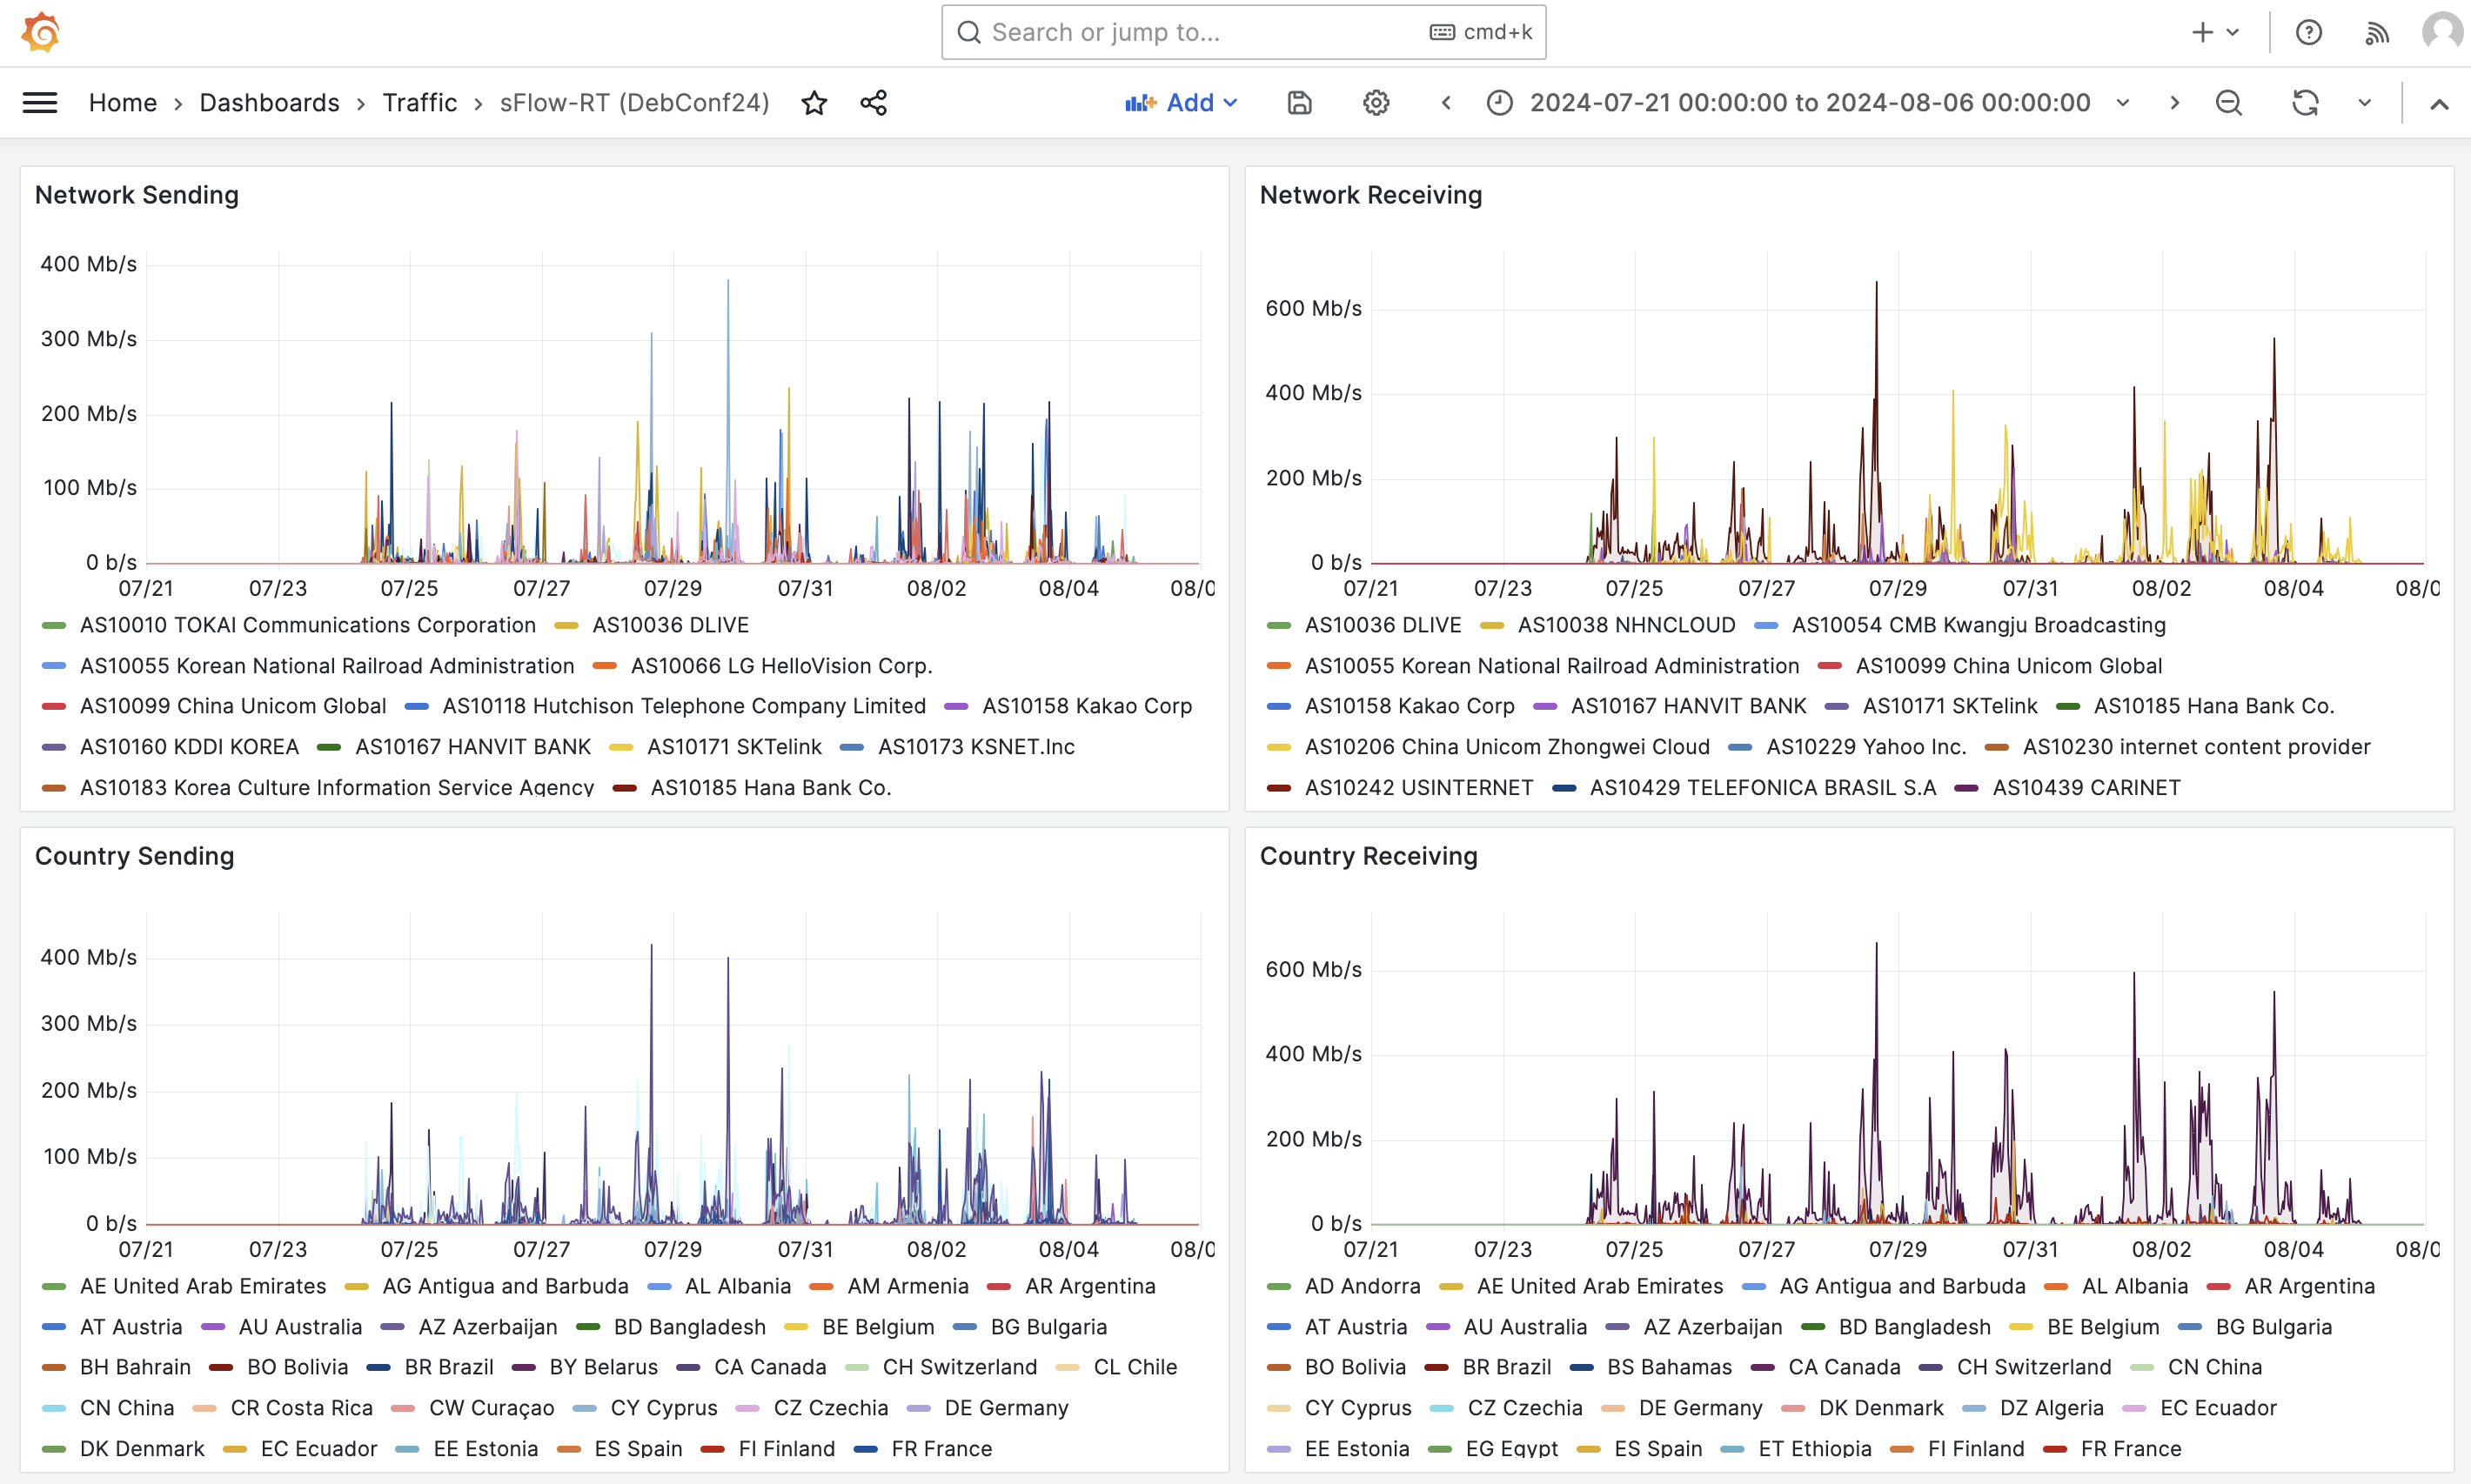 Search or jump to... cmd+k
Home › Dashboards › Traffic › sFlow-RT (DebConf24) Add 2024-07-21 00:00:00 to 2024-08-06 00:00:00
Network Sending
400 Mb/s
300 Mb/s
200 Mb/s
100 Mb/s
0 b/s
07/21 07/23 07/25 07/27 07/29 07/31 08/02 08/04 08/0
AS10010 TOKAI Communications Corporation AS10036 DLIVE
AS10055 Korean National Railroad Administration AS10066 LG HelloVision Corp.
AS10099 China Unicom Global AS10118 Hutchison Telephone Company Limited AS10158 Kakao Corp
AS10160 KDDI KOREA AS10167 HANVIT BANK AS10171 SKTelink AS10173 KSNET.Inc
AS10183 Korea Culture Information Service Agency AS10185 Hana Bank Co.
Network Receiving
600 Mb/s
400 Mb/s
200 Mb/s
0 b/s
07/21 07/23 07/25 07/27 07/29 07/31 08/02 08/04 08/0
AS10036 DLIVE AS10038 NHNCLOUD AS10054 CMB Kwangju Broadcasting
AS10055 Korean National Railroad Administration AS10099 China Unicom Global
AS10158 Kakao Corp AS10167 HANVIT BANK AS10171 SKTelink AS10185 Hana Bank Co.
AS10206 China Unicom Zhongwei Cloud AS10229 Yahoo Inc. AS10230 internet content provider
AS10242 USINTERNET AS10429 TELEFONICA BRASIL S.A AS10439 CARINET
Country Sending
400 Mb/s
300 Mb/s
200 Mb/s
100 Mb/s
0 b/s
07/21 07/23 07/25 07/27 07/29 07/31 08/02 08/04 08/0
AE United Arab Emirates AG Antigua and Barbuda AL Albania AM Armenia AR Argentina
AT Austria AU Australia AZ Azerbaijan BD Bangladesh BE Belgium BG Bulgaria
BH Bahrain BO Bolivia BR Brazil BY Belarus CA Canada CH Switzerland CL Chile
CN China CR Costa Rica CW Curaçao CY Cyprus CZ Czechia DE Germany
DK Denmark EC Ecuador EE Estonia ES Spain FI Finland FR France
Country Receiving
600 Mb/s
400 Mb/s
200 Mb/s
0 b/s
07/21 07/23 07/25 07/27 07/29 07/31 08/02 08/04 08/0
AD Andorra AE United Arab Emirates AG Antigua and Barbuda AL Albania AR Argentina
AT Austria AU Australia AZ Azerbaijan BD Bangladesh BE Belgium BG Bulgaria
BO Bolivia BR Brazil BS Bahamas CA Canada CH Switzerland CN China
CY Cyprus CZ Czechia DE Germany DK Denmark DZ Algeria EC Ecuador
EE Estonia EG Egypt ES Spain ET Ethiopia FI Finland FR France